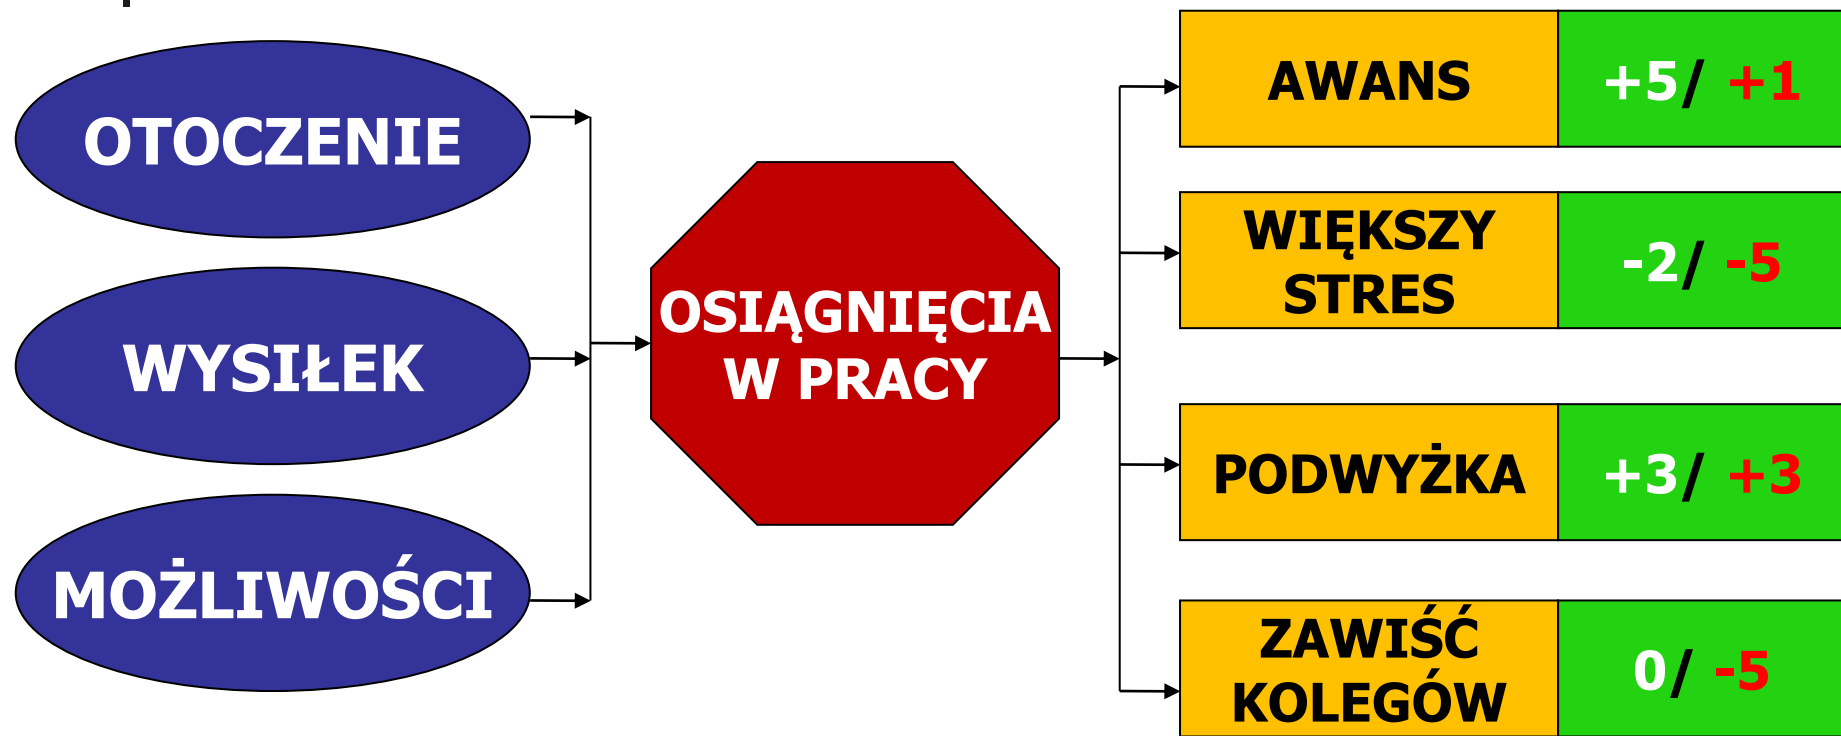 OTOCZENIE
WYSIŁEK
MOŻLIWOŚCI
OSIĄGNIĘCIA
W PRACY
AWANS
+5/ +1
WIĘKSZY
STRES
-2/ -5
PODWYŻKA
+3/ +3
ZAWIŚĆ
KOLEGÓW
0/ -5